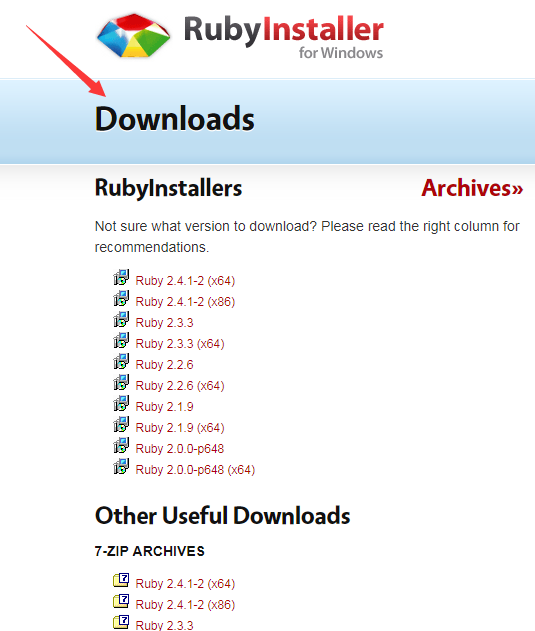 RubyInstaller
for Windows
Downloads
RubyInstallers
Archives»
Not sure what version to download? Please read the right column for
recommendations.
Ruby 2.4.1-2 (x64)
Ruby 2.4.1-2 (x86)
Ruby 2.3.3
Ruby 2.3.3 (x64)
Ruby 2.2.6
Ruby 2.2.6 (x64)
Ruby 2.1.9
Ruby 2.1.9 (x64)
Ruby 2.0.0-p648
Ruby 2.0.0-p648 (x64)
Other Useful Downloads
7-ZIP ARCHIVES
Ruby 2.4.1-2 (x64)
Ruby 2.4.1-2 (x86)
Ruby 2.3.3